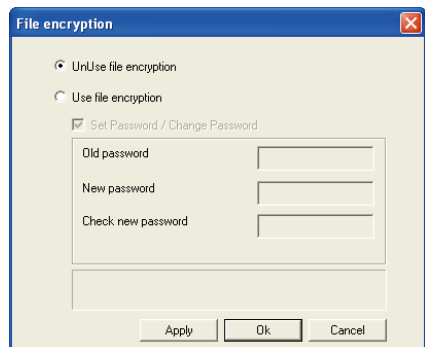 File encryption
UnUse file encryption
Use file encryption
Set Password / Change Password
Old password
New password
Check new password
Apply Ok Cancel